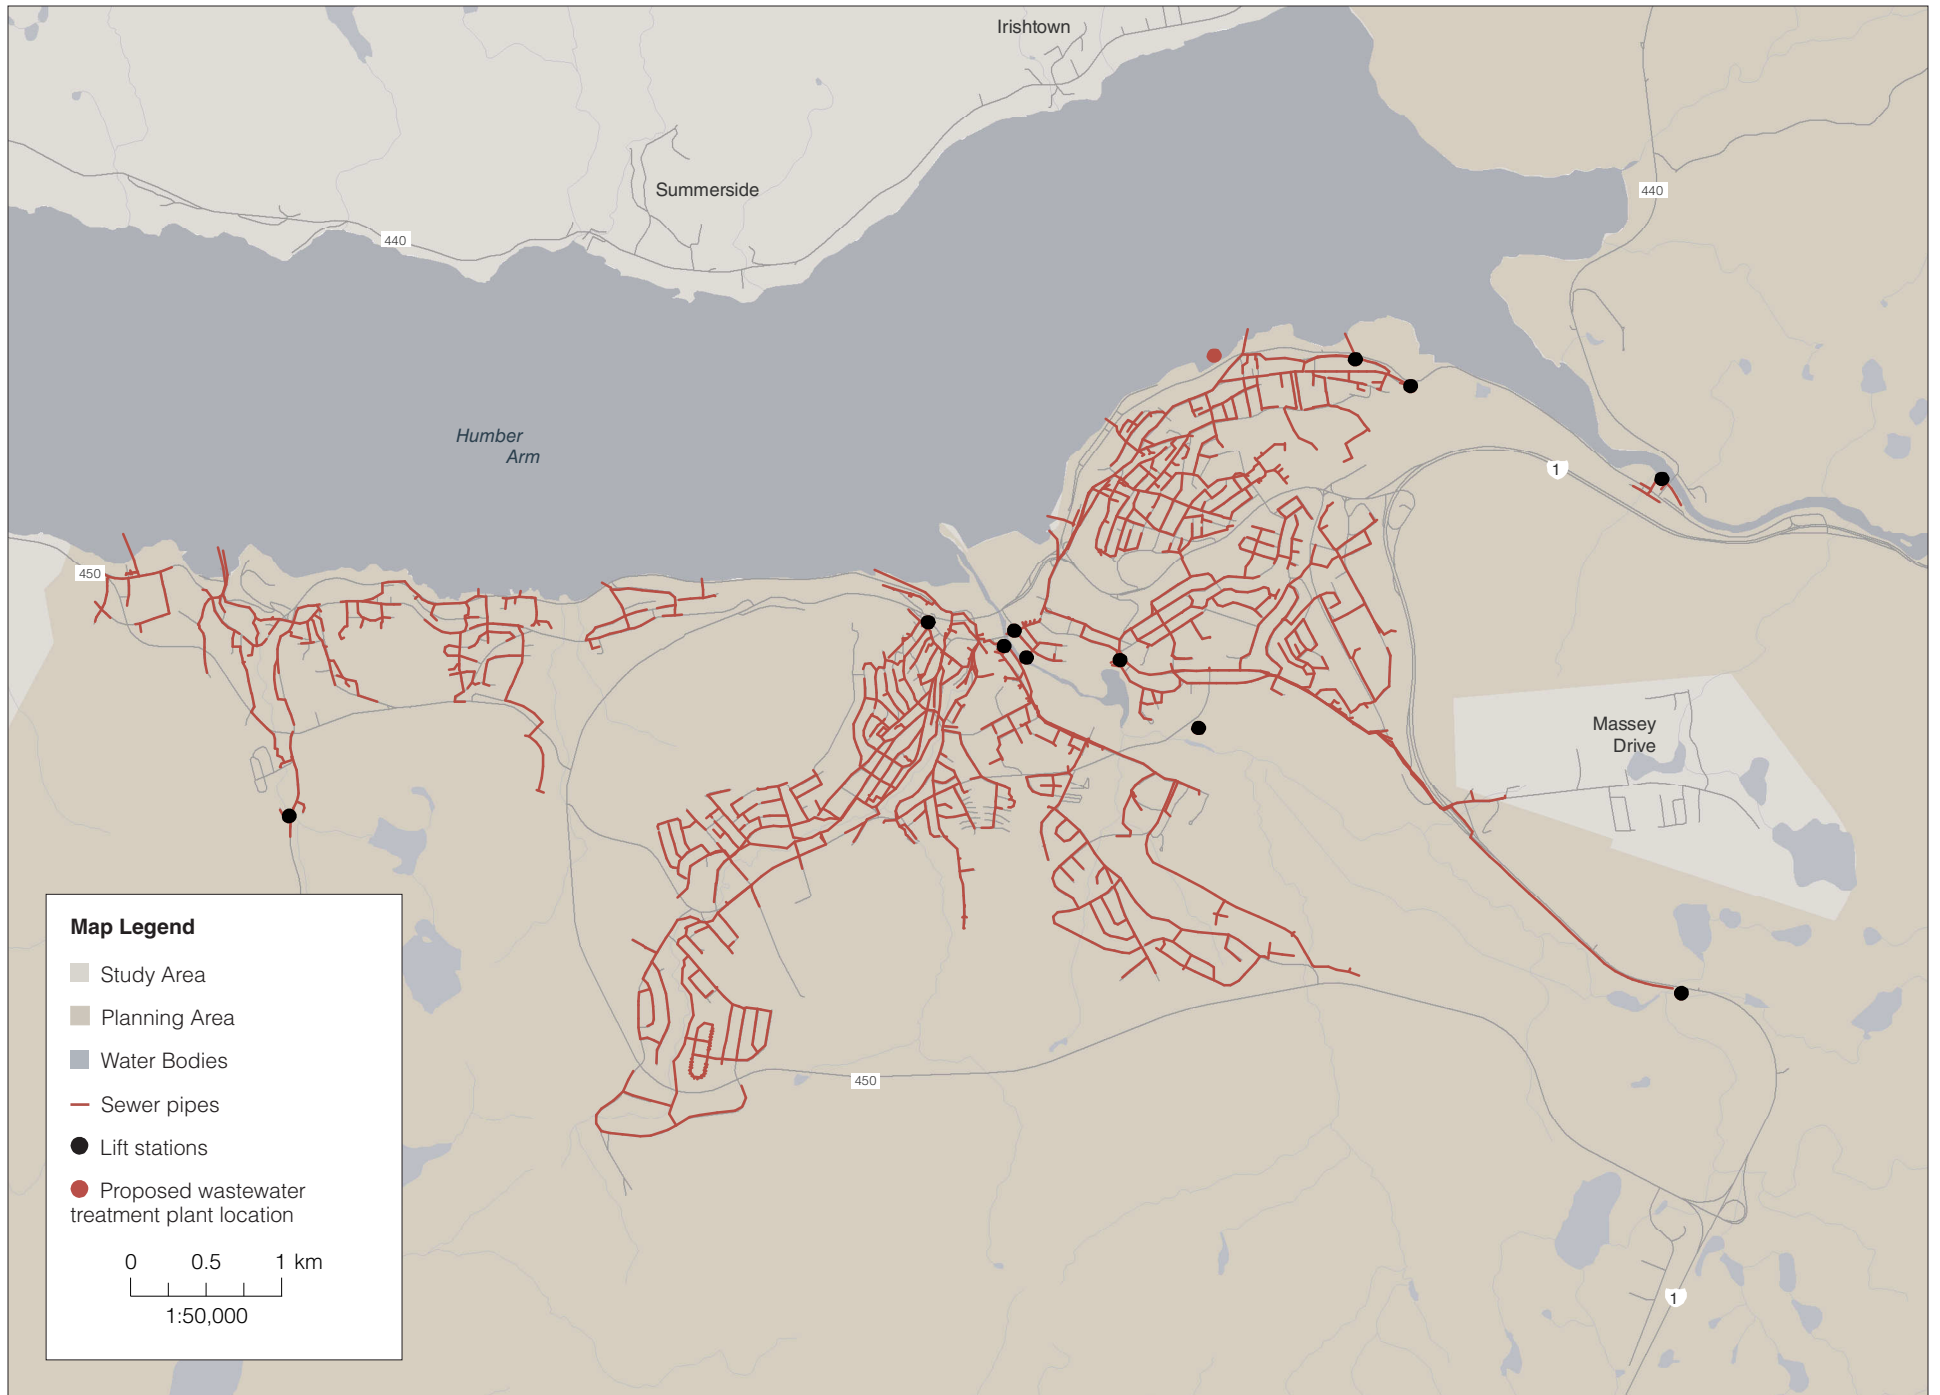 Irishtown
Summerside
440
440
Humber
Arm
1
450
Massey
Drive
450
1
Map Legend
Study Area
Planning Area
Water Bodies
Sewer pipes
Lift stations
Proposed wastewater
treatment plant location
0 0.5 1 km
1:50,000